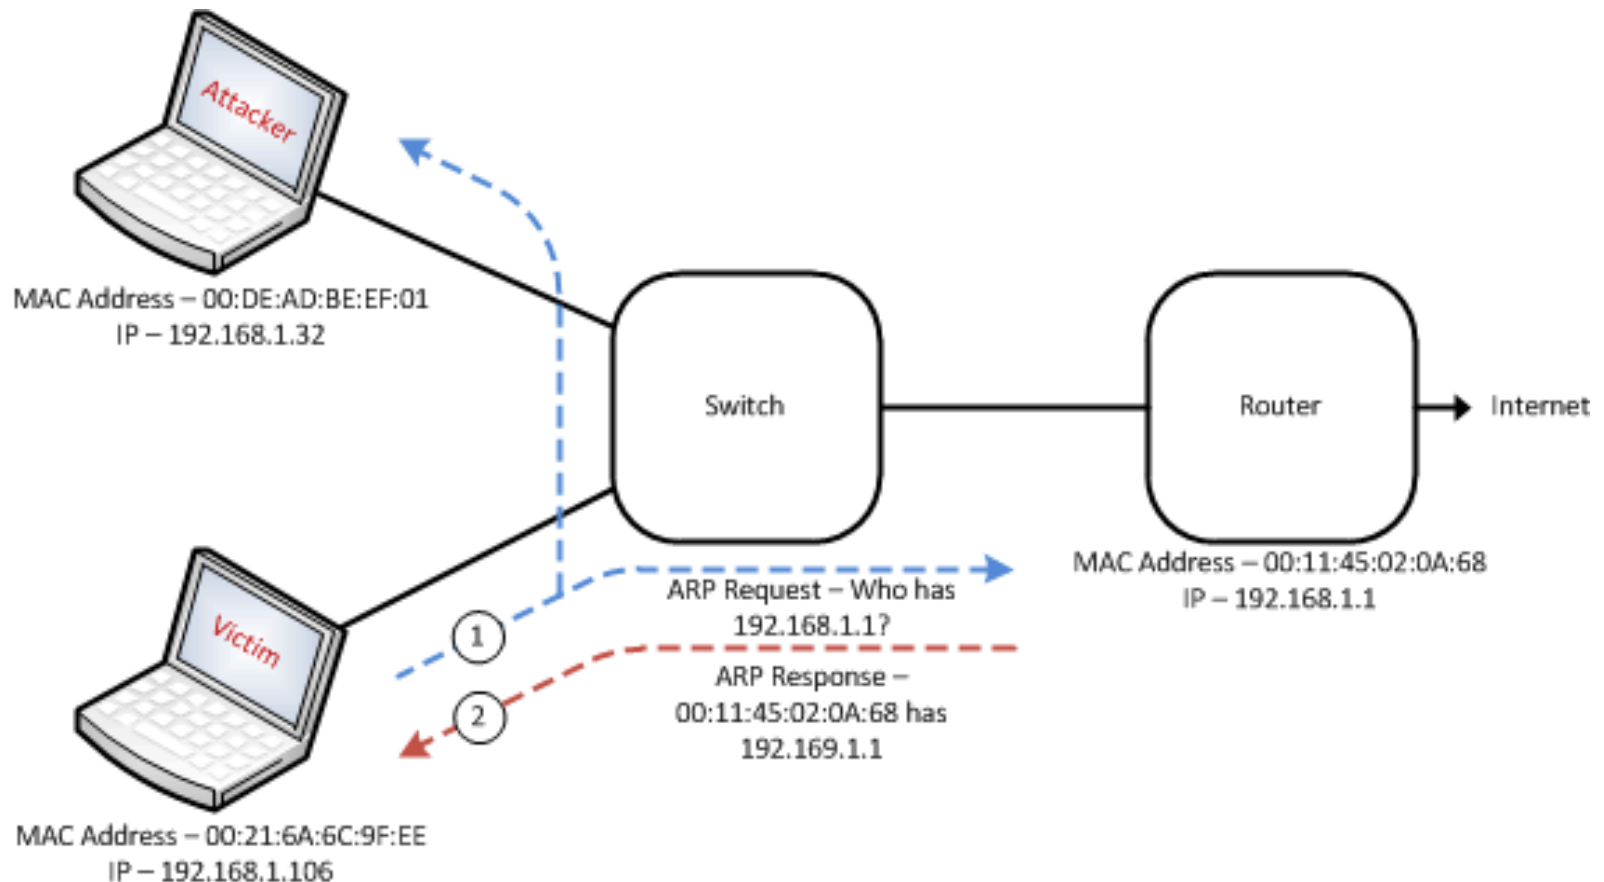 Attacker
MAC Address – 00:DE:AD:BE:EF:01
IP – 192.168.1.32
Switch
Router
Internet
MAC Address – 00:11:45:02:0A:68
IP – 192.168.1.1
1
ARP Request – Who has
192.168.1.1?
2
ARP Response –
00:11:45:02:0A:68 has
192.169.1.1
Victim
MAC Address – 00:21:6A:6C:9F:EE
IP – 192.168.1.106